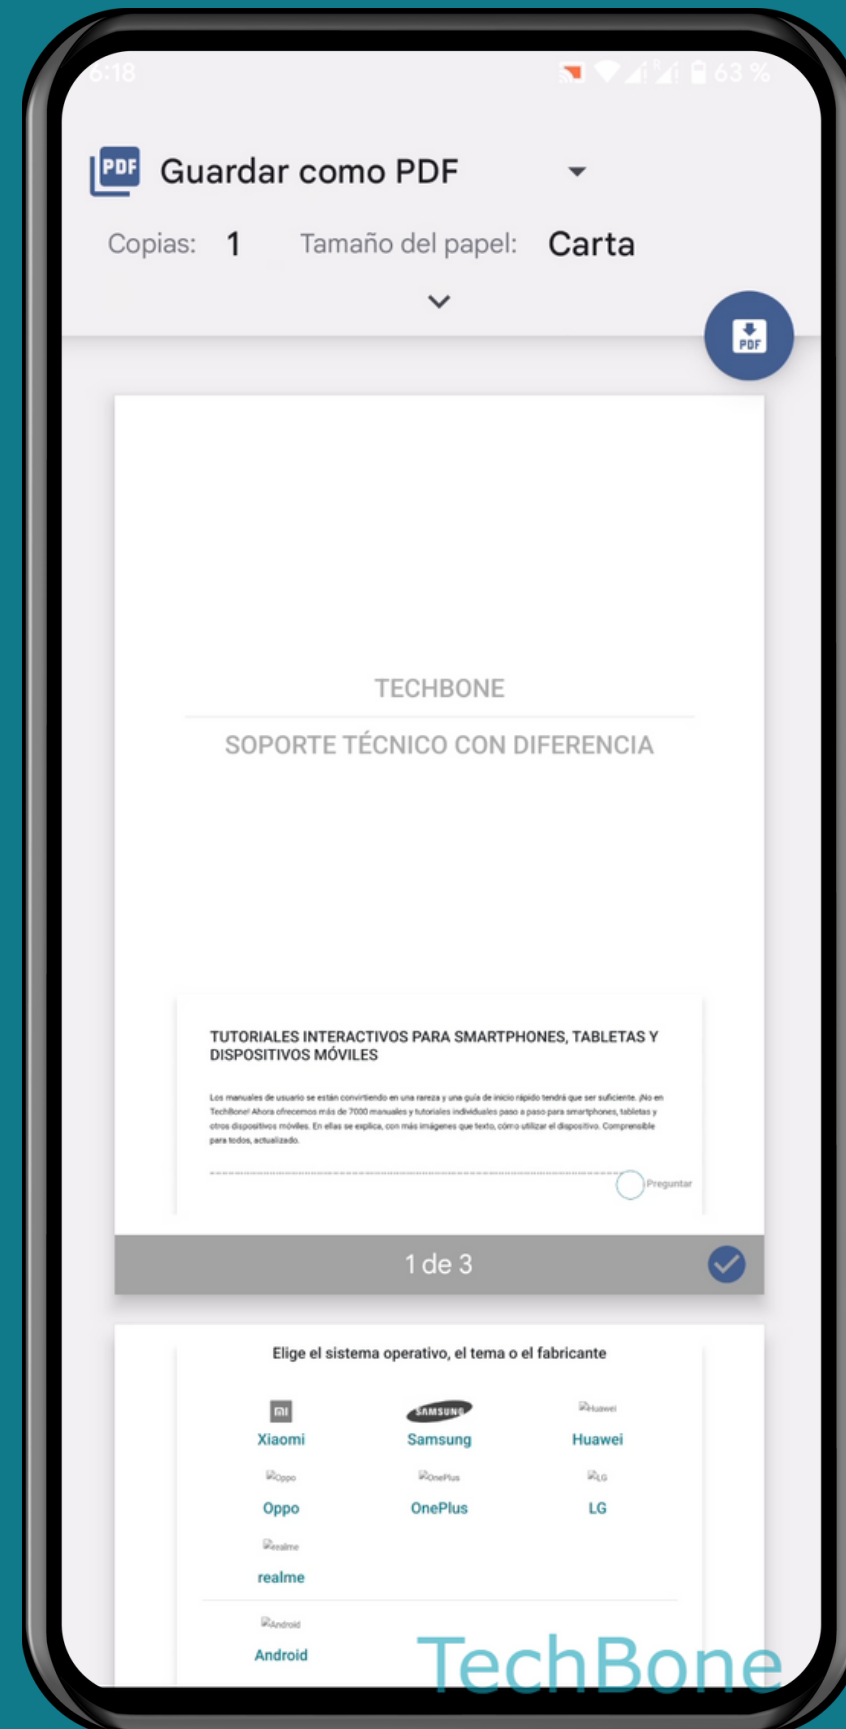 6:18
63 %
PDF
Guardar como PDF
Copias: 1 Tamaño del papel: Carta
PDF
TECHBONE
SOPORTE TÉCNICO CON DIFERENCIA
TUTORIALES INTERACTIVOS PARA SMARTPHONES, TABLETAS Y
DISPOSITIVOS MÓVILES
Los manuales de usuario se están convirtiendo en una rareza y una guía de inicio rápido tendrá que ser suficiente. ¡No en
TechBone! Ahora ofrecemos más de 7000 manuales y tutoriales individuales paso a paso para smartphones, tabletas y
otros dispositivos móviles. En ellas se explica, con más imágenes que texto, cómo utilizar el dispositivo. Comprensible
para todos, actualizado.
Preguntar
1 de 3
Elige el sistema operativo, el tema o el fabricante
SAMSUNG Huawei
Xiaomi Samsung Huawei
Oppo OnePlus LG
Oppo OnePlus LG
realme
realme
Android
Android
TechBone